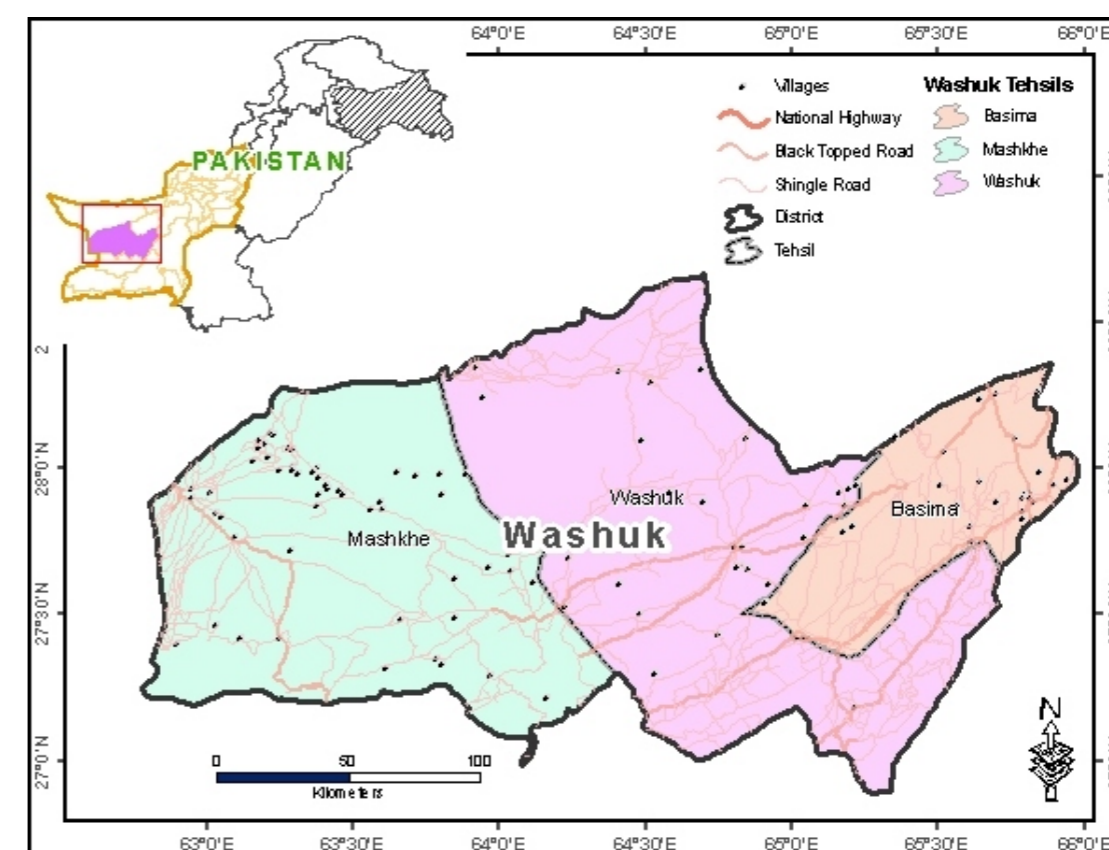 64°0'E 64°30'E 65°0'E 65°30'E 66°0'E
PAKISTAN
Villages
National Highway
Black Topped Road
Shingle Road
District
Tehsil
Washuk Tehsils
Basima
Mashkhe
Washuk
2
28°0'N
27°30'N
27°0'N
Washuk
Basima
Mashkhe
Washuk
N
0 50 100
Kilometers
63°0'E 63°30'E 64°0'E 64°30'E 65°0'E 65°30'E 66°0'E